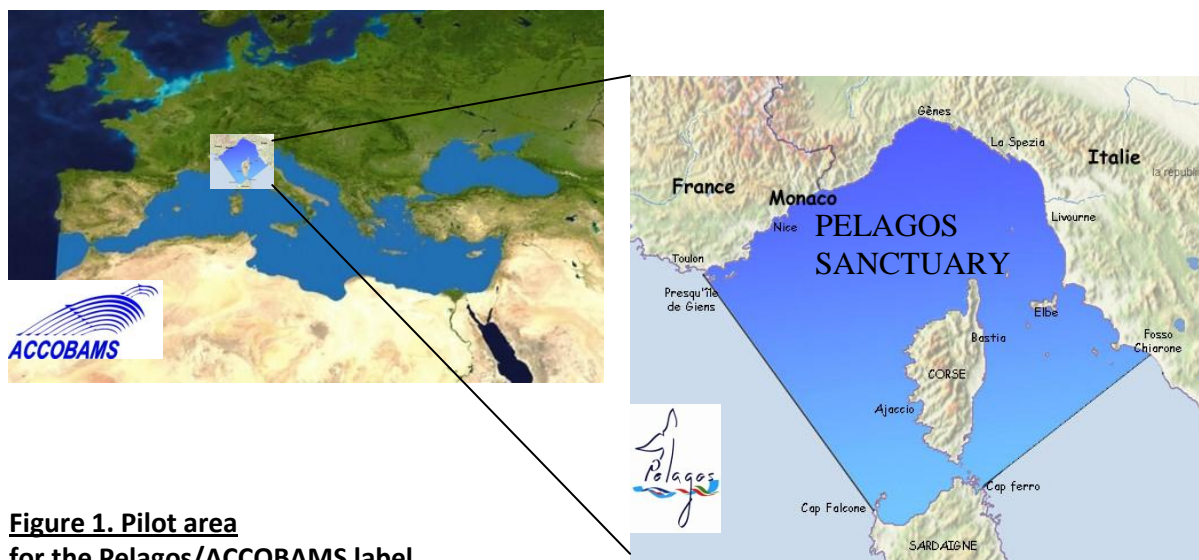 ACCOBAMS
Gènes
La Spezia
Italie
France
Monaco
Nice
PELAGOS
SANCTUARY
Livourne
Toulon
Presqu'île
de Giens
Elbe
Bastia
Fosso
Chiarone
CORSE
Ajaccio
Pelagos
Cap ferro
Cap Falcone
SARDAIGNE
Figure 1. Pilot area
for the Pelagos/ACCOBAMS label